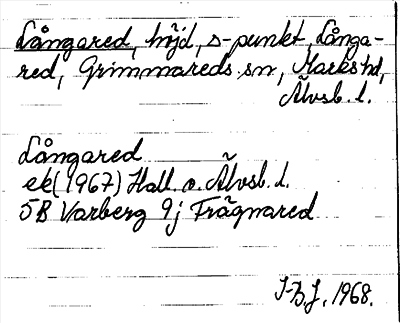 Långared, höjd, s-punkt, Långa-
red, Grimmareds sn, Marks hd,
Älvsb. l.
Långared
ek (1967) Hall. o. Älvsb. l.
5B Varberg 9j Frägnared
I-B.J. 1968.